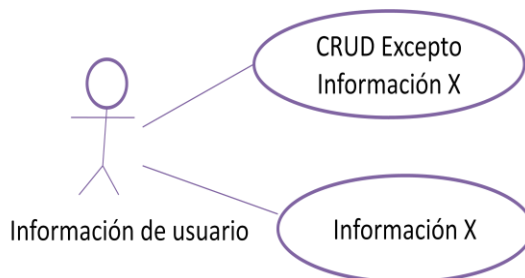 CRUD Excepto
Información X
Información de usuario
Información X